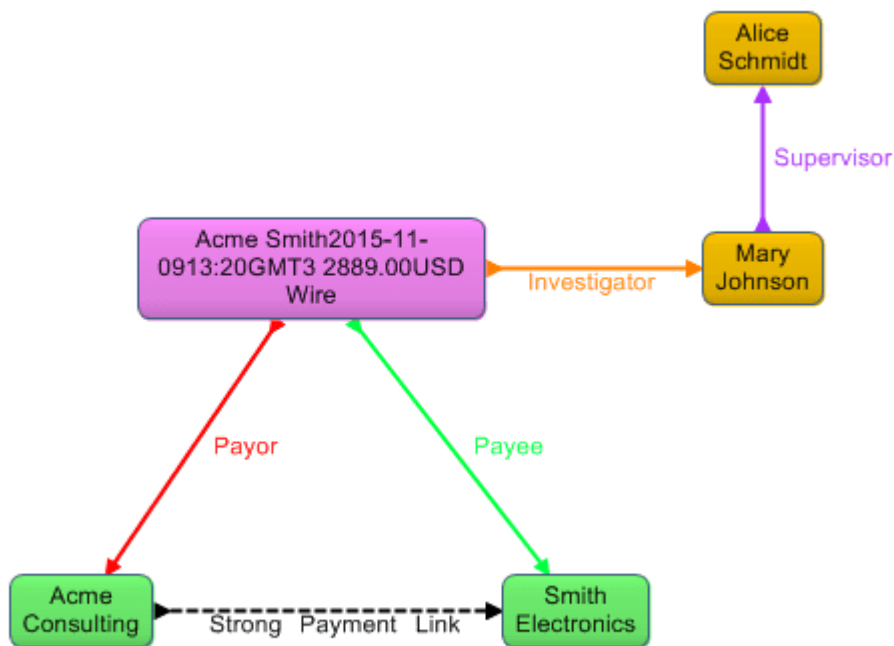 Alice
Schmidt
Supervisor
Acme Smith2015-11-
0913:20GMT3 2889.00USD
Wire
Mary
Johnson
Investigator
Payor
Payee
Acme
Consulting
Smith
Electronics
Strong Payment Link